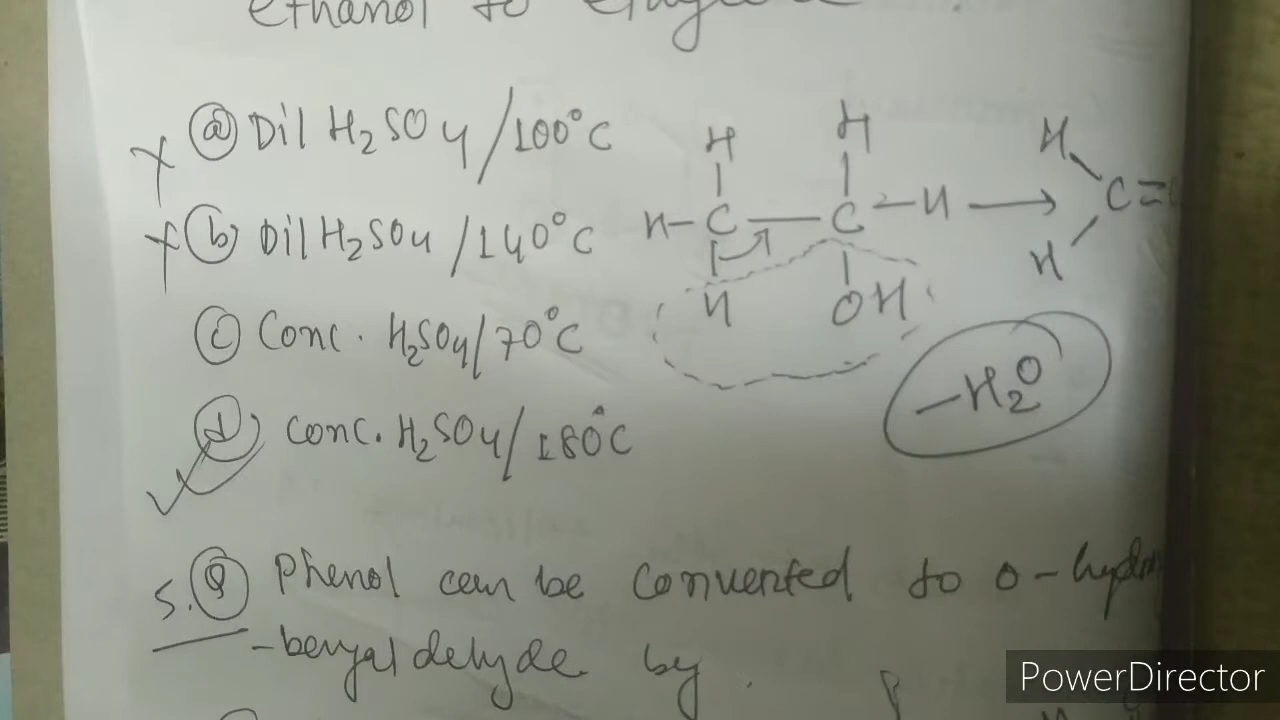 ethanol to
(a) Dil H2SO4/100°C
(b) Dil H2SO4/140°C
(c) Conc. H2SO4/70°C
(d) conc. H2SO4/180°C
H H
H-C—C-H → C=
H OH
H
H
-H2O
5. (Q) Phenol can be converted to o-hydro
-benzaldehyde by
PowerDirector